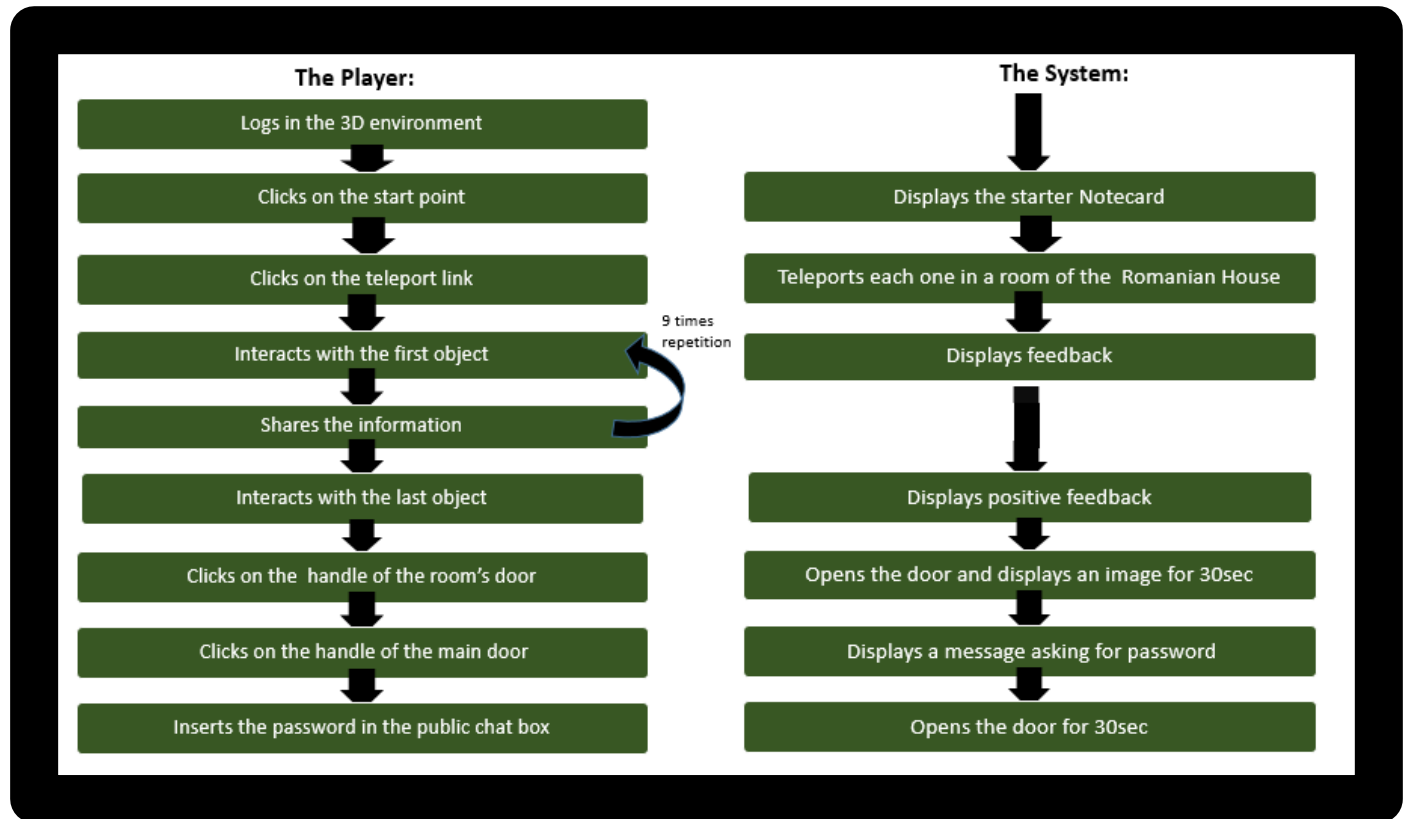 The Player:
Logs in the 3D environment
Clicks on the start point
Clicks on the teleport link
Interacts with the first object
9 times
repetition
Shares the information
Interacts with the last object
Clicks on the handle of the room's door
Clicks on the handle of the main door
Inserts the password in the public chat box
The System:
Displays the starter Notecard
Teleports each one in a room of the Romanian House
Displays feedback
Displays positive feedback
Opens the door and displays an image for 30sec
Displays a message asking for password
Opens the door for 30sec